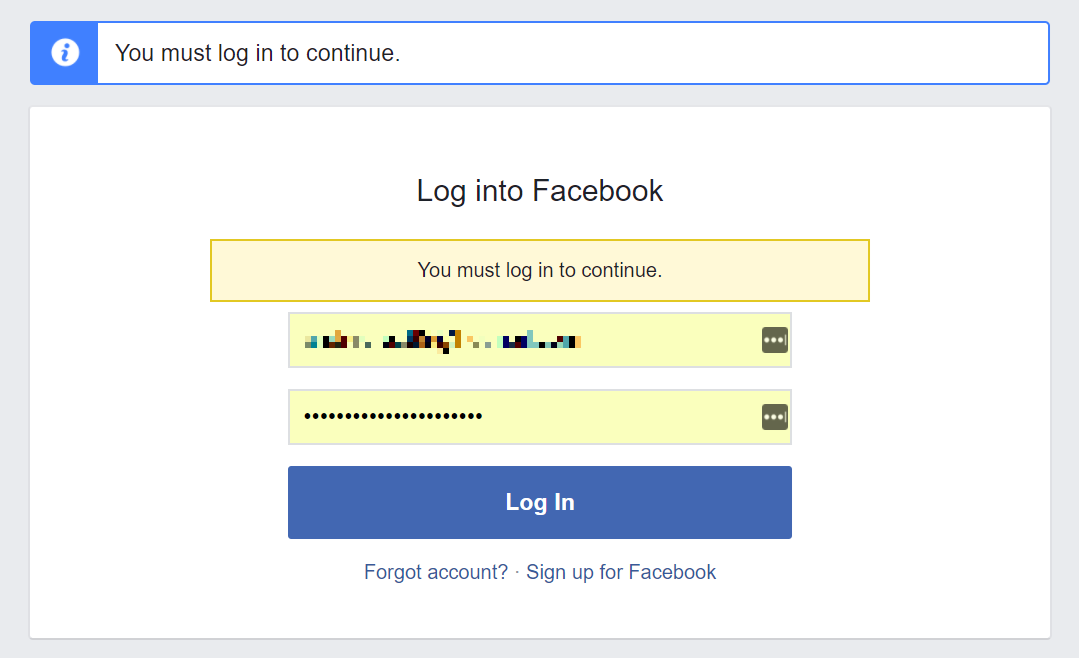 You must log in to continue.
Log into Facebook
You must log in to continue.
Log In
Forgot account? · Sign up for Facebook